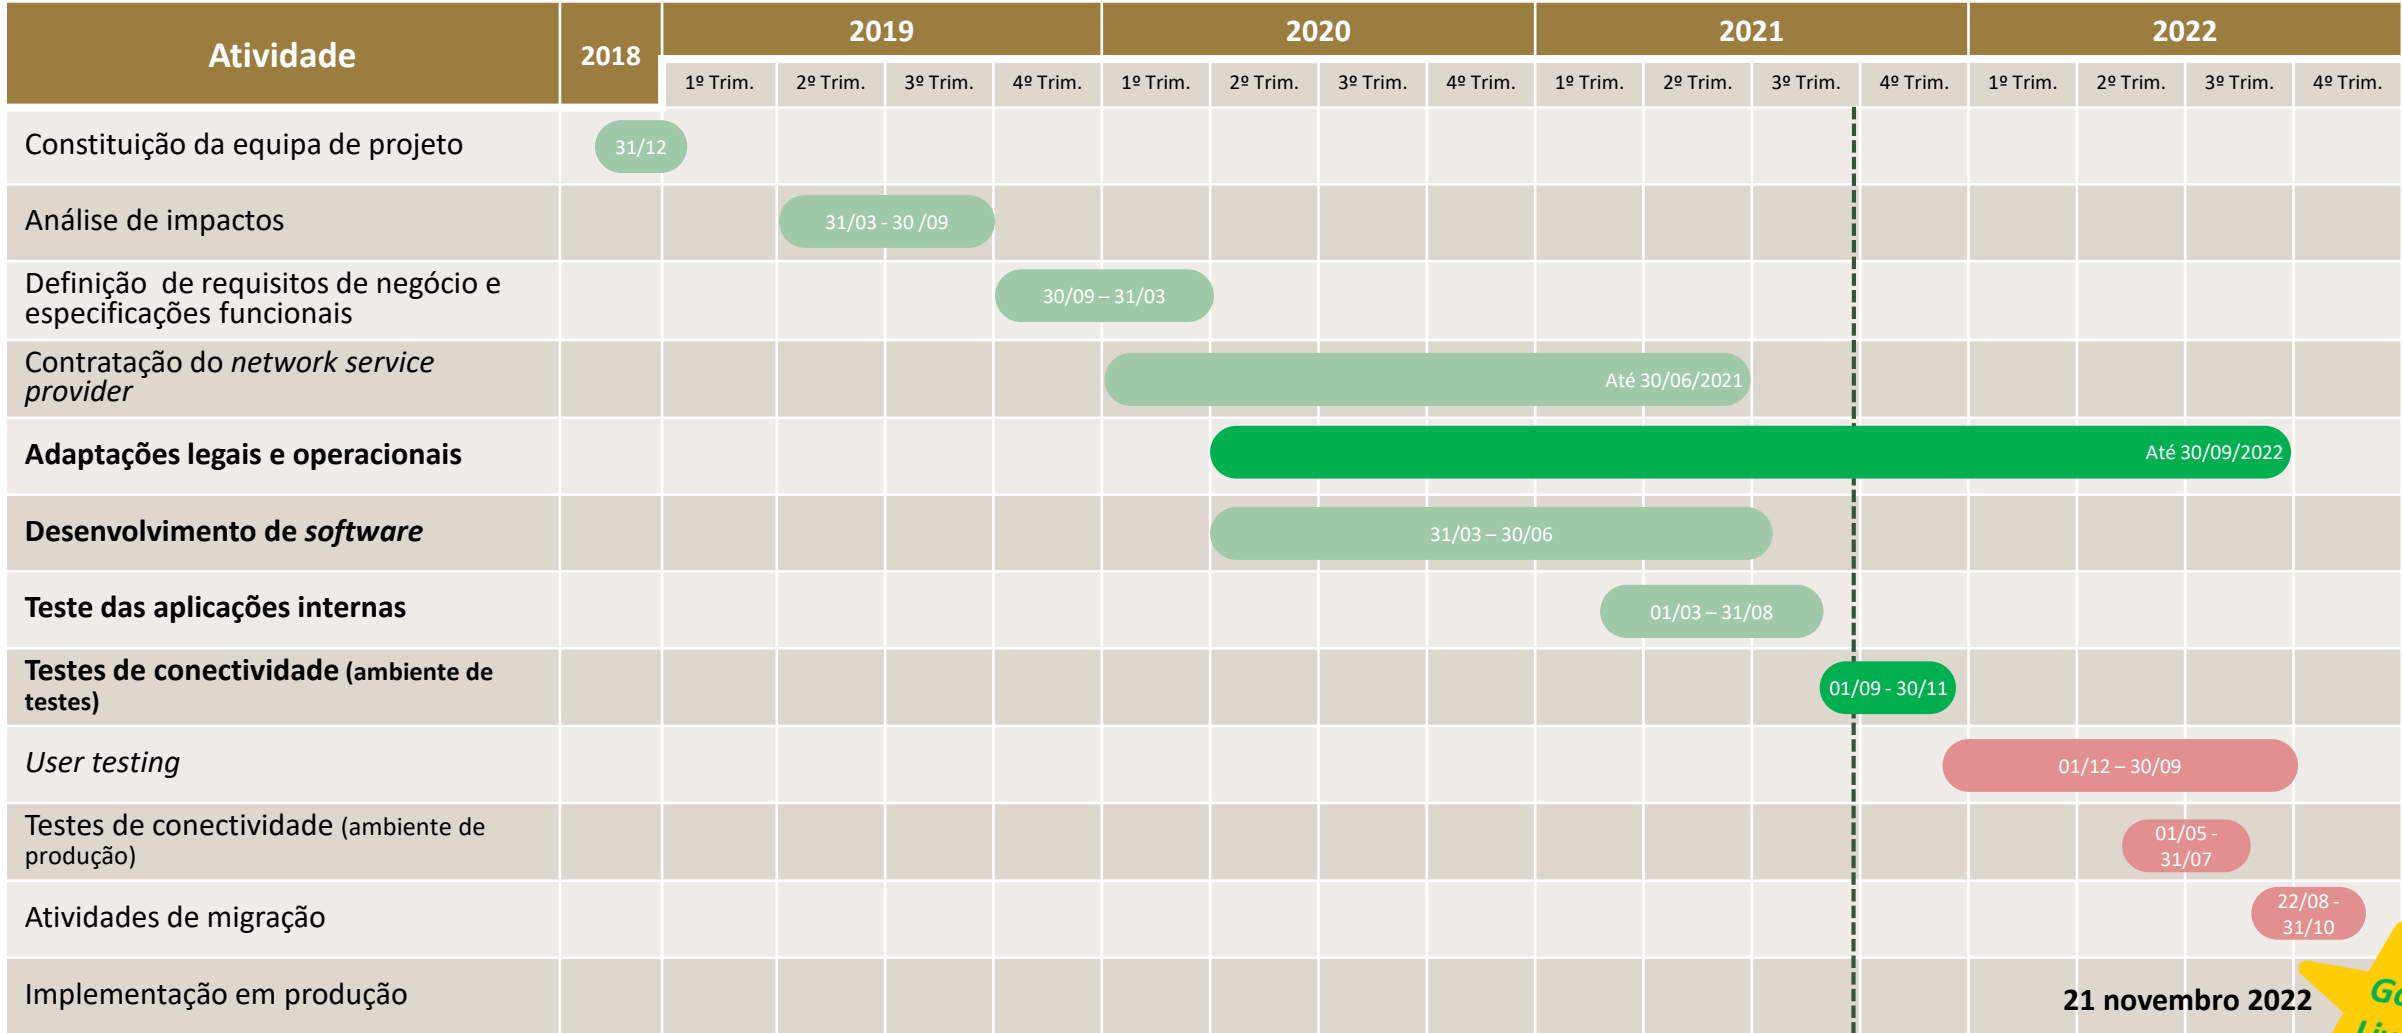 Atividade
2018
2019
2020
2021
2022
1º Trim.
2º Trim.
3º Trim.
4º Trim.
1º Trim.
2º Trim.
3º Trim.
4º Trim.
1º Trim.
2º Trim.
3º Trim.
4º Trim.
1º Trim.
2º Trim.
3º Trim.
4º Trim.
Constituição da equipa de projeto
31/12
Análise de impactos
31/03 - 30 /09
Definição  de requisitos de negócio e
especificações funcionais
30/09 – 31/03
Contratação do network service
provider
Até 30/06/2021
Adaptações legais e operacionais
Até 30/09/2022
Desenvolvimento de software
31/03 – 30/06
Teste das aplicações internas
01/03 – 31/08
Testes de conectividade (ambiente de
testes)
01/09 - 30/11
User testing
01/12 – 30/09
Testes de conectividade (ambiente de
produção)
01/05 -
31/07
Atividades de migração
22/08 -
31/10
Implementação em produção
21 novembro 2022